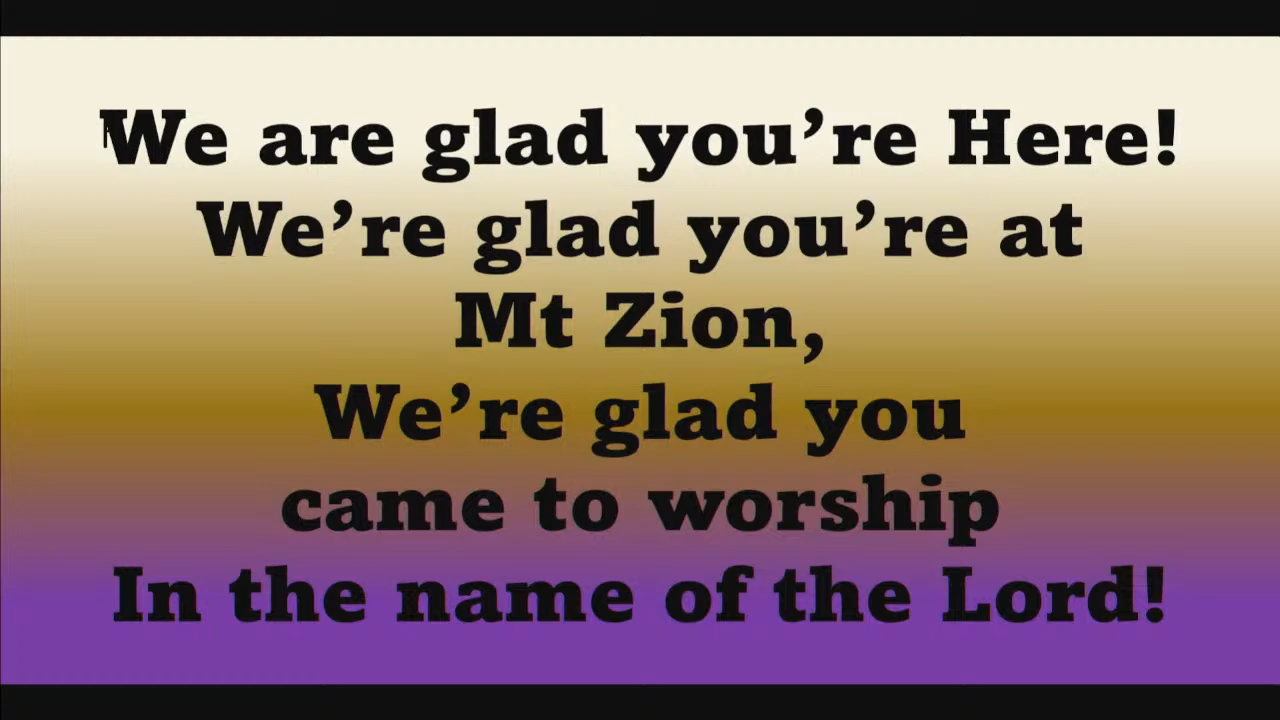 We are glad you’re Here!
We’re glad you’re at
Mt Zion,
We’re glad you
came to worship
In the name of the Lord!